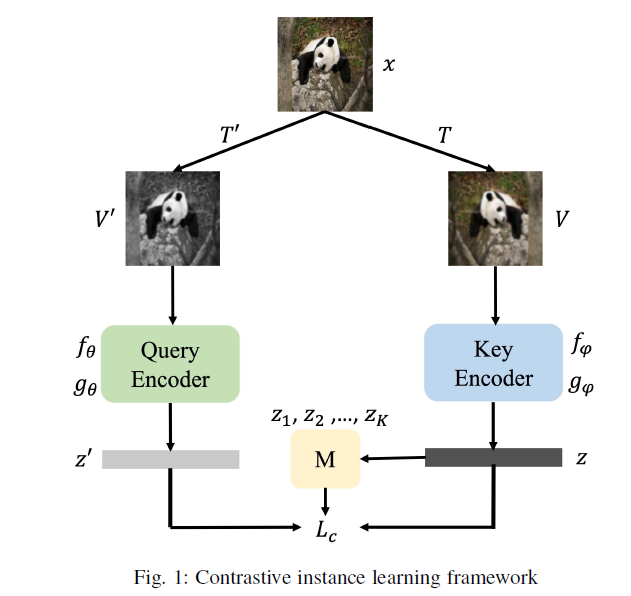 x
T′ T
V′ V
f_θ Query f_φ
g_θ Encoder g_φ
Key
Encoder
z_1, z_2 ,..., z_K
z′ M z
L_c
Fig. 1: Contrastive instance learning framework